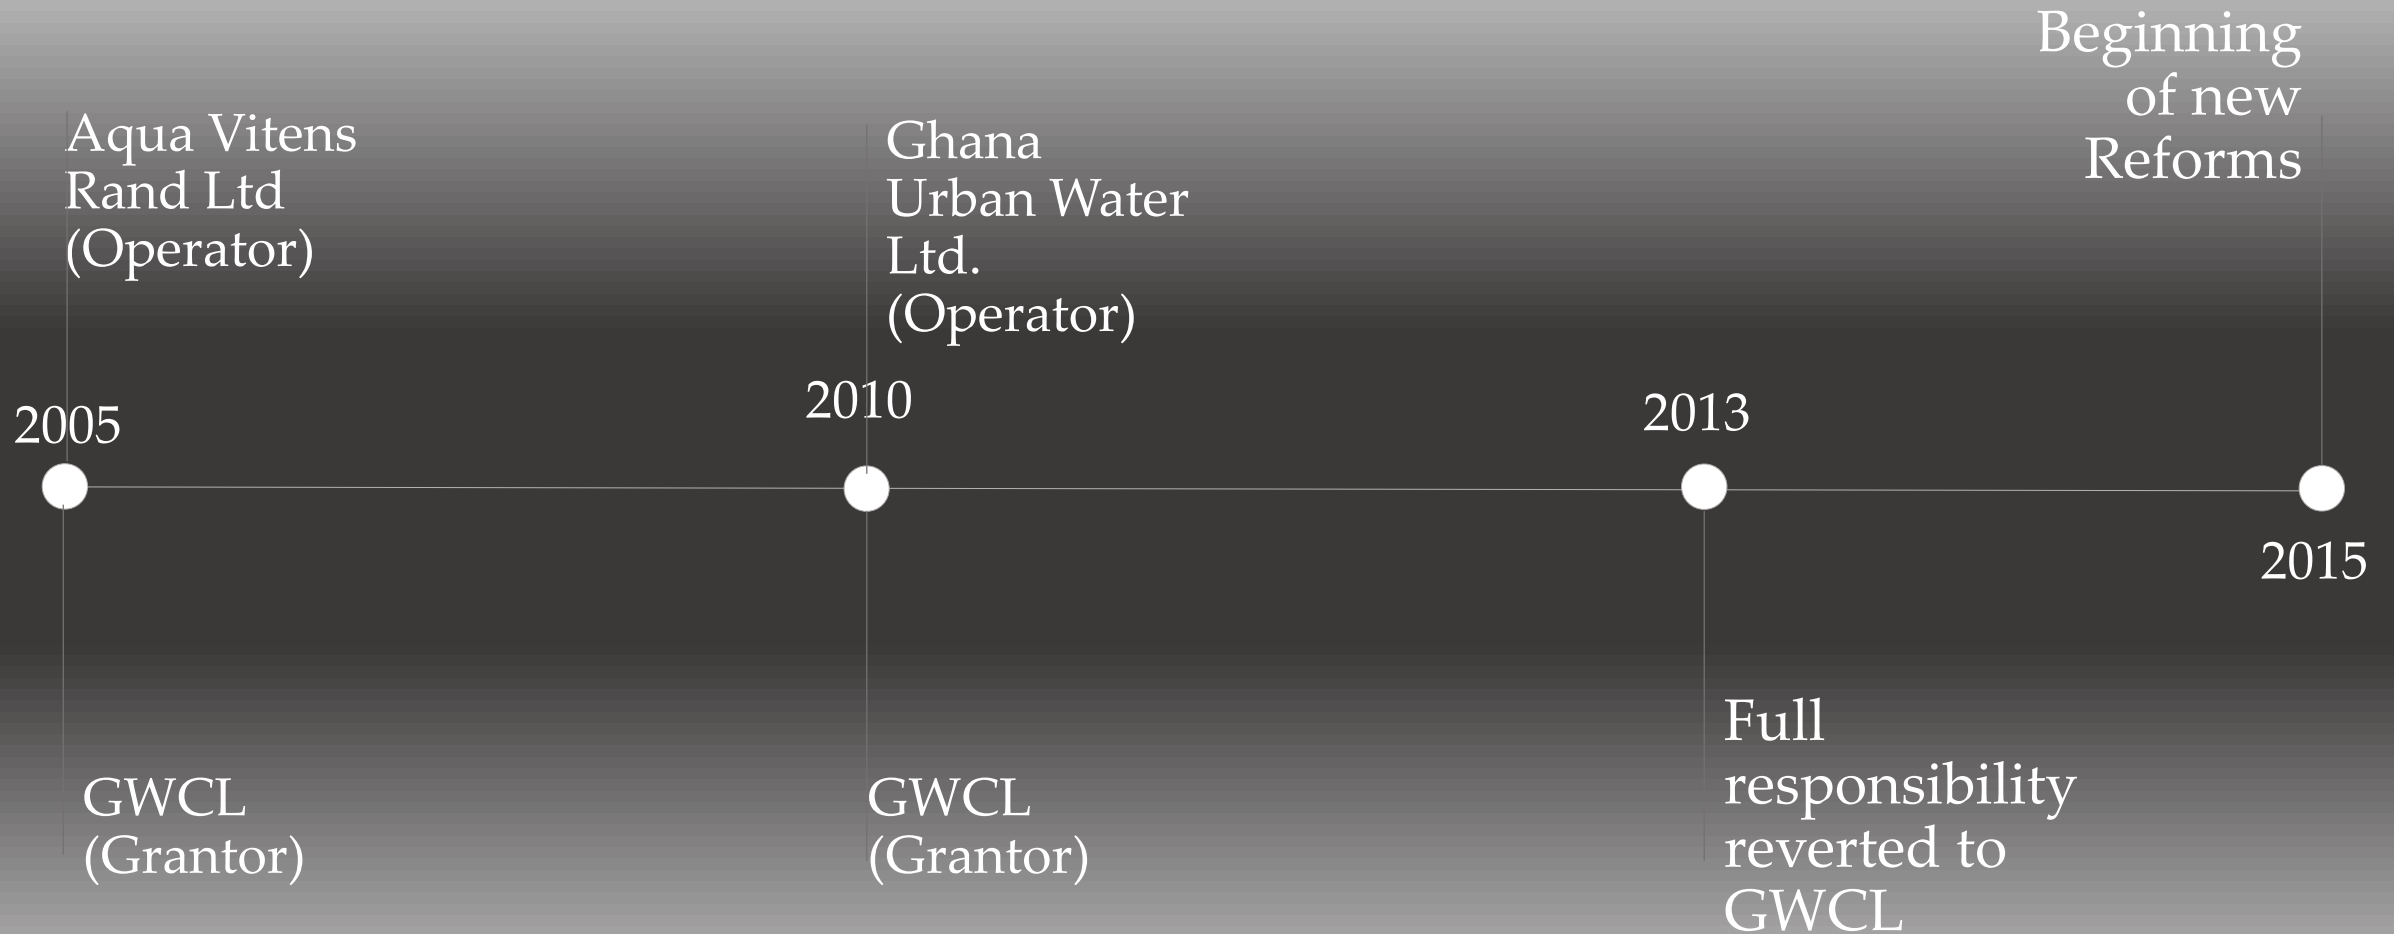 Aqua Vitens
Rand Ltd
(Operator)
2005
GWCL
(Grantor)
Ghana
Urban Water
Ltd.
(Operator)
2010
GWCL
(Grantor)
2013
Full
responsibility
reverted to
GWCL
Beginning
of new
Reforms
2015